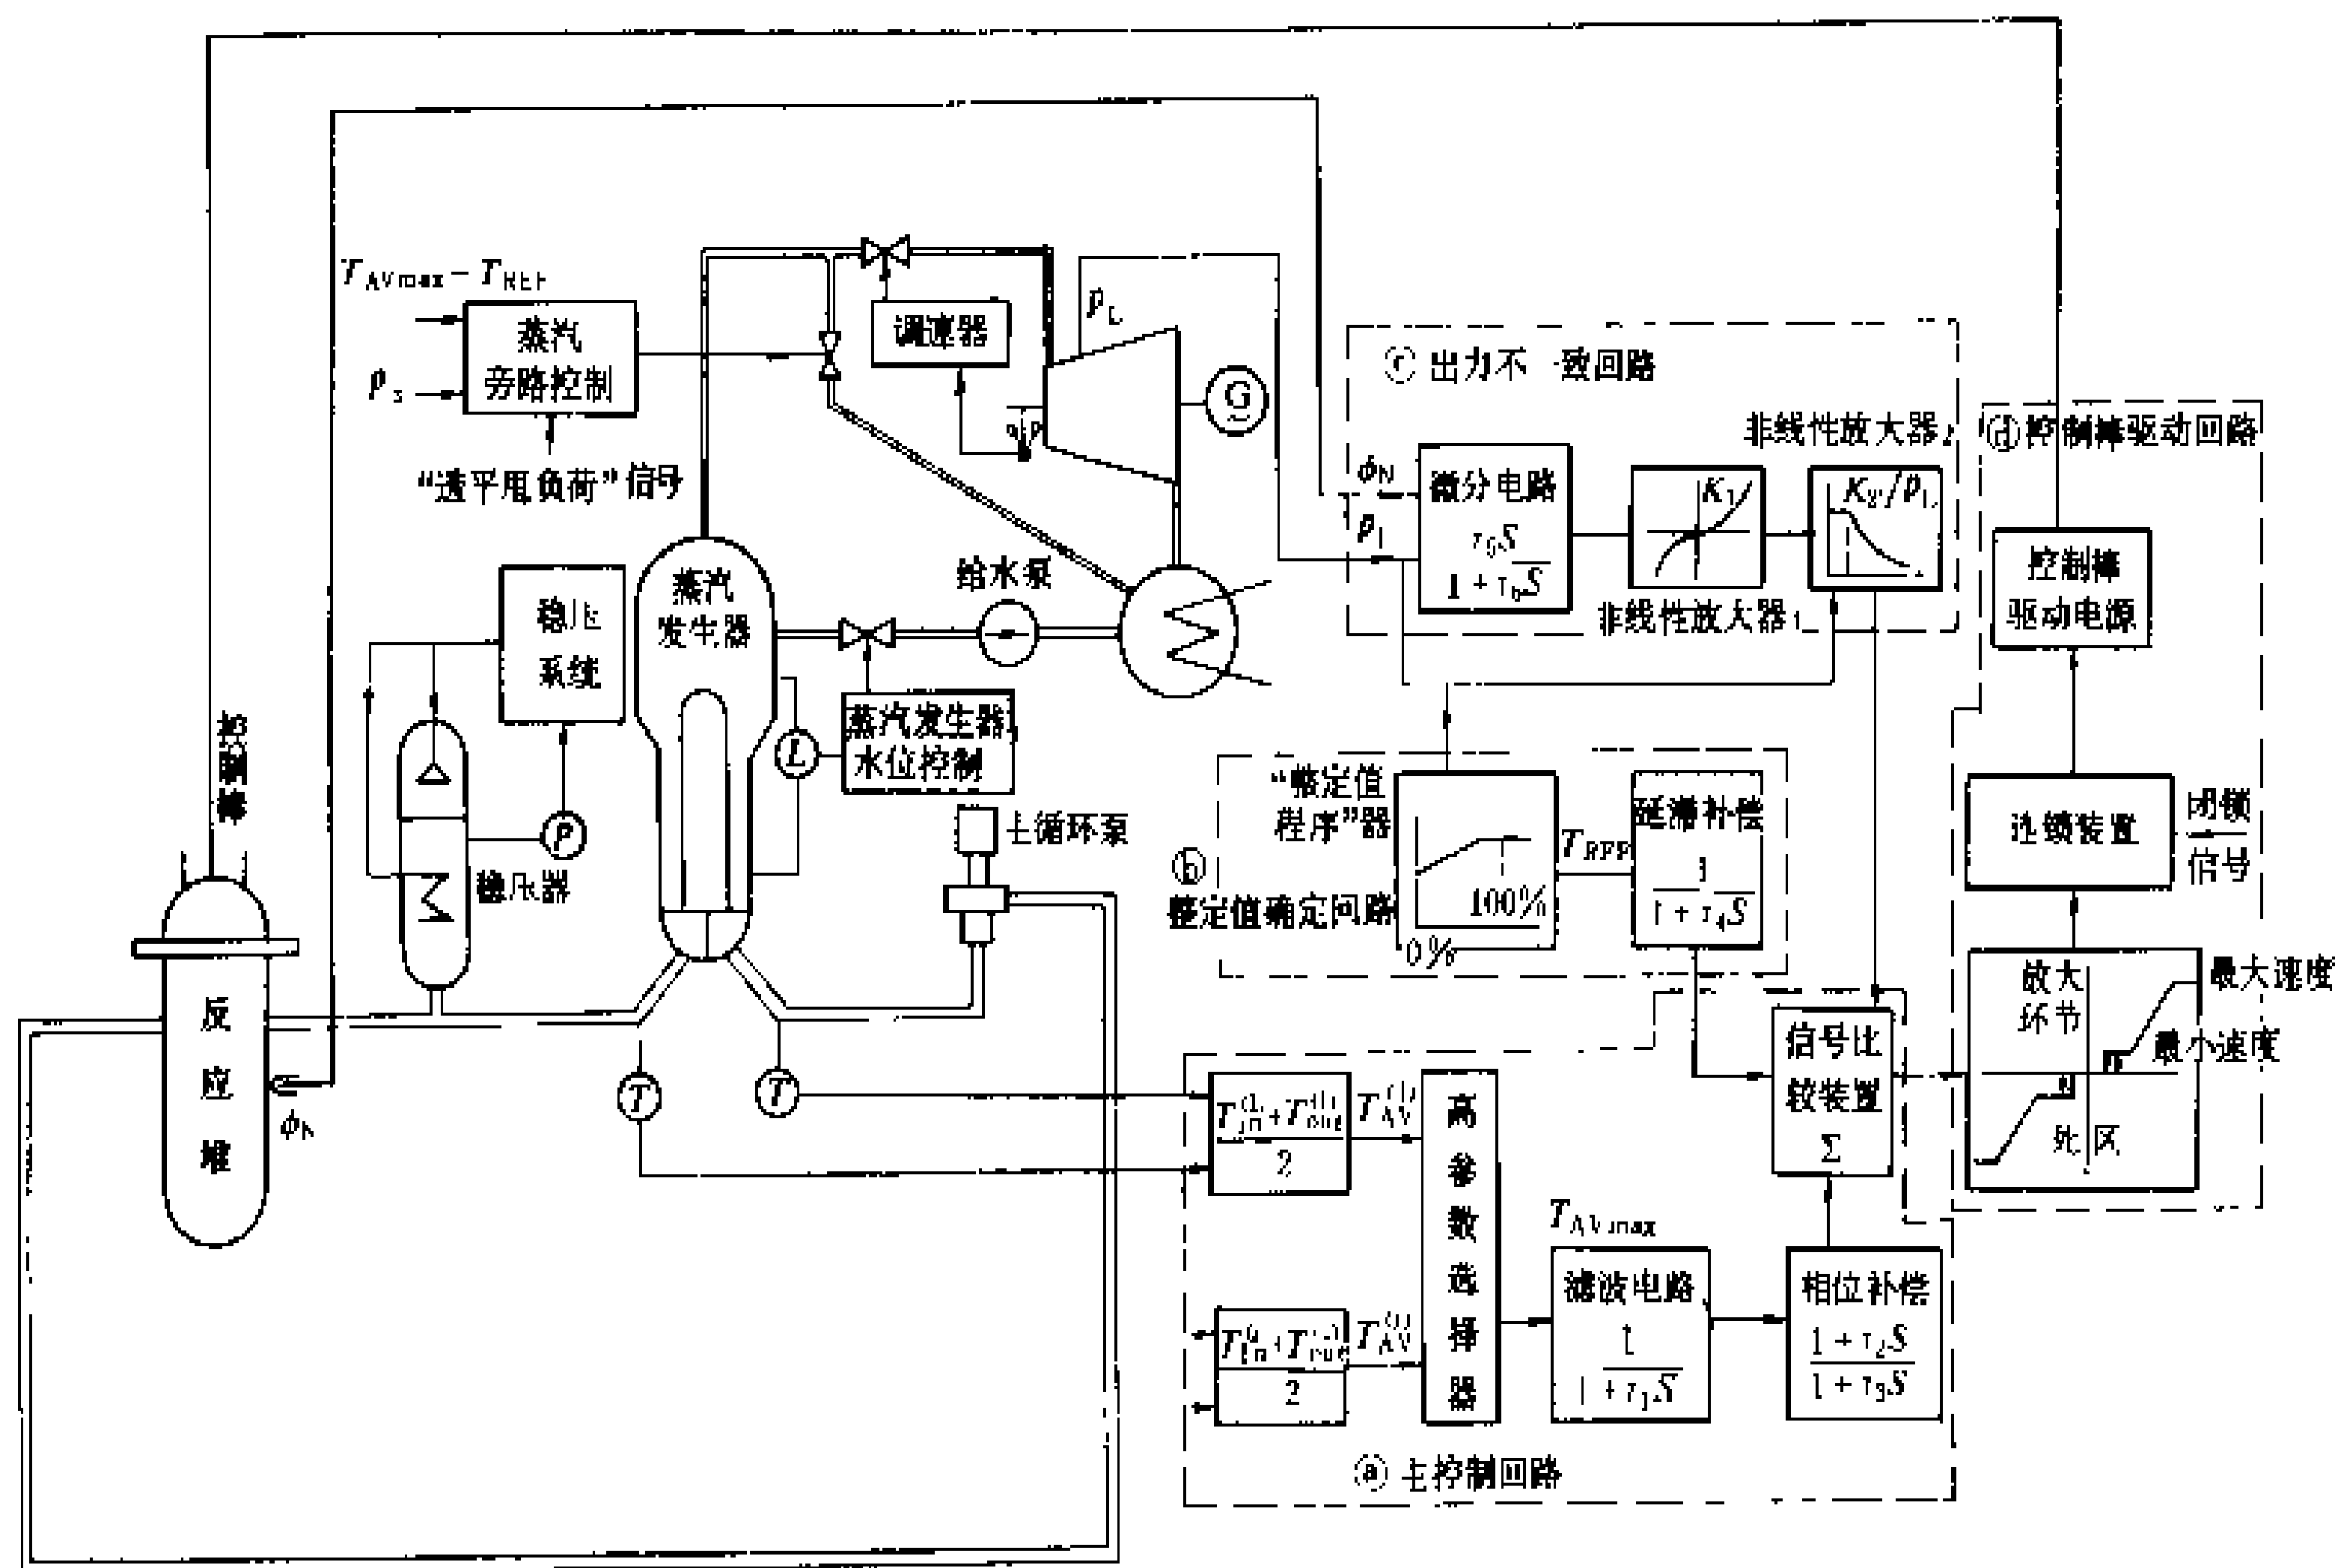 T_AVmax - T_REF
p_s
蒸汽
旁路控制
“透平甩负荷”信号
调速器
p_L
G
ⓒ 出力不一致回路
非线性放大器2
ⓓ控制棒驱动回路
ϕ_N
p_L
微分电路
τ_6S
1 + τ_6S
K_1
K_2/p_L
非线性放大器1
控制棒
驱动电源
稳压
系统
蒸汽
发生器
给水泵
蒸汽发生器
水位控制
L
P
稳压器
主循环泵
“整定值
程序”器
ⓑ
整定值确定回路
100%
0%
T_REF
延滞补偿
1
1 + τ_4S
连锁装置
闭锁
信号
放大
环节
最大速度
最小速度
死区
反
应
堆
ϕ_N
T
T
T_in^(1) + T_out^(1)
2
T_AV^(1)
高
参
数
选
择
器
信号比
较装置
Σ
2
T_AVmax
滤波电路
1
1 + τ_1S
相位补偿
1 + τ_2S
1 + τ_3S
ⓐ 主控制回路